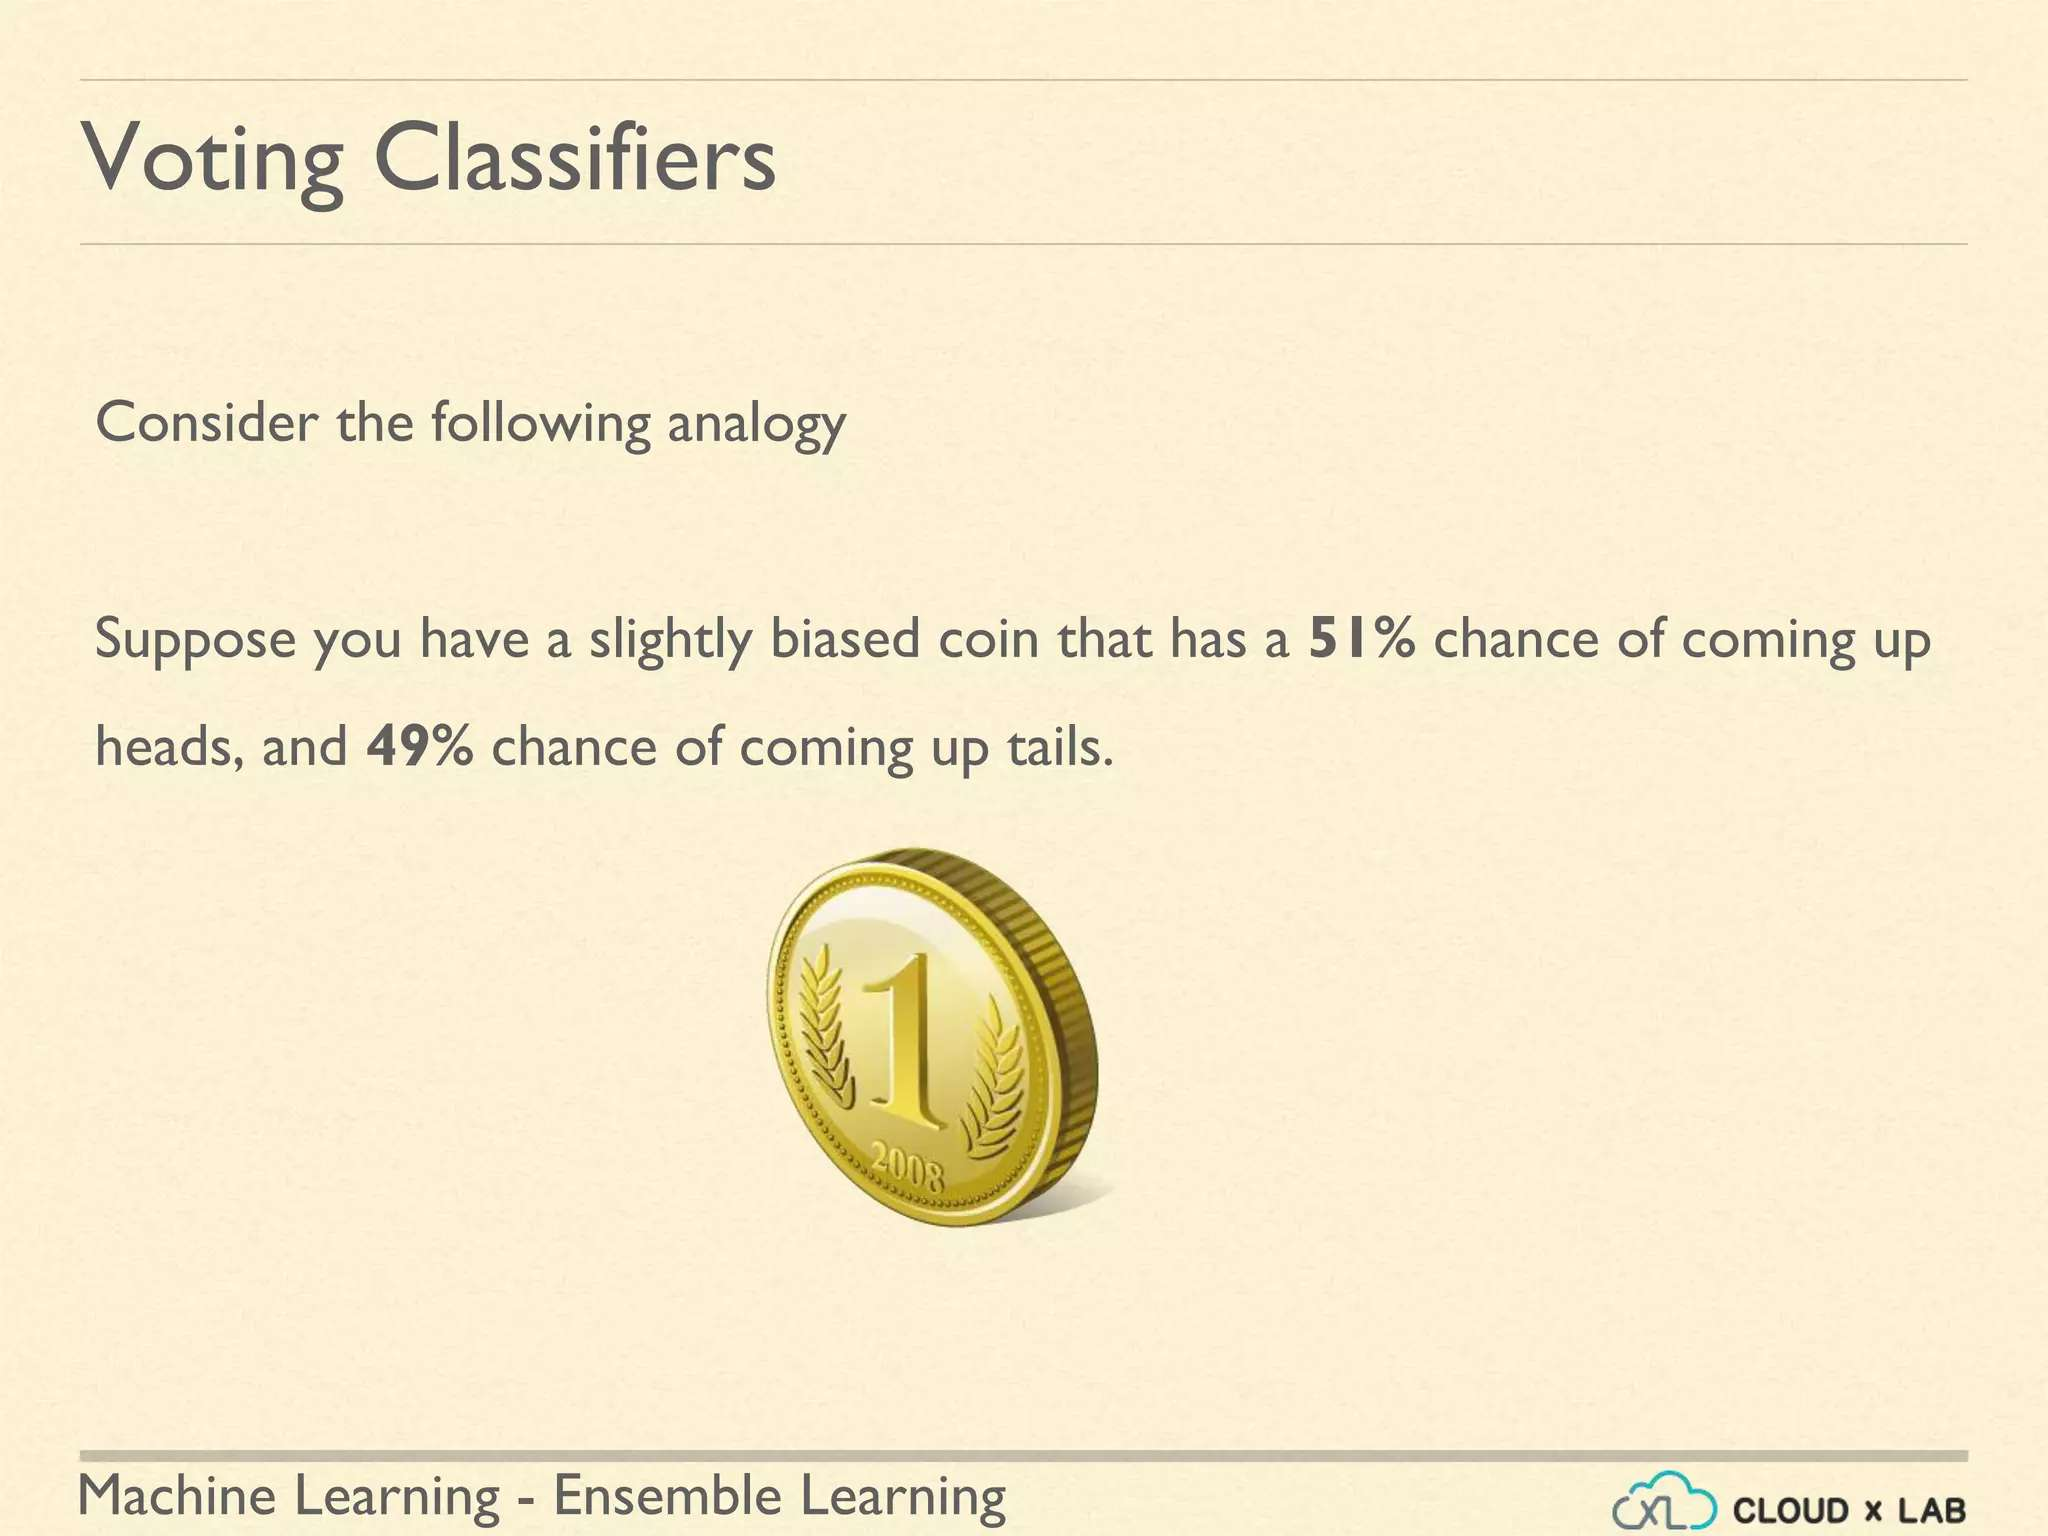 Voting Classifiers
Consider the following analogy
Suppose you have a slightly biased coin that has a 51% chance of coming up
heads, and 49% chance of coming up tails.
1
2008
Machine Learning - Ensemble Learning
CXL CLOUD x LAB